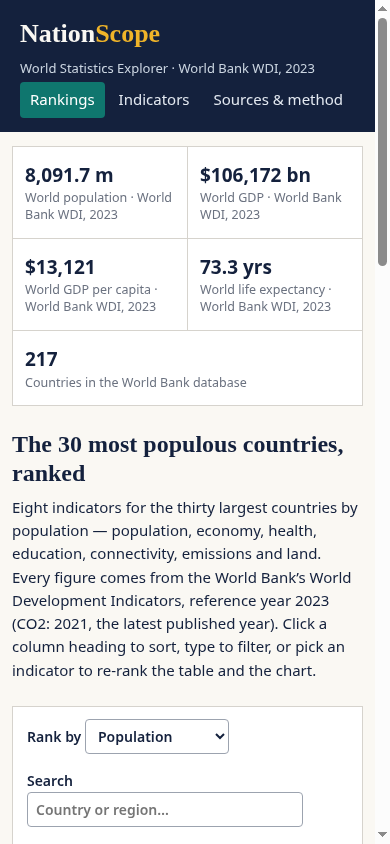 NationScope
World Statistics Explorer · World Bank WDI, 2023
Rankings Indicators Sources & method
8,091.7 m
World population · World
Bank WDI, 2023
$106,172 bn
World GDP · World Bank
WDI, 2023
$13,121
World GDP per capita ·
World Bank WDI, 2023
73.3 yrs
World life expectancy ·
World Bank WDI, 2023
217
Countries in the World Bank database
The 30 most populous countries,
ranked
Eight indicators for the thirty largest countries by
population — population, economy, health,
education, connectivity, emissions and land.
Every figure comes from the World Bank’s World
Development Indicators, reference year 2023
(CO2: 2021, the latest published year). Click a
column heading to sort, type to filter, or pick an
indicator to re-rank the table and the chart.
Rank by Population
Search
Country or region...